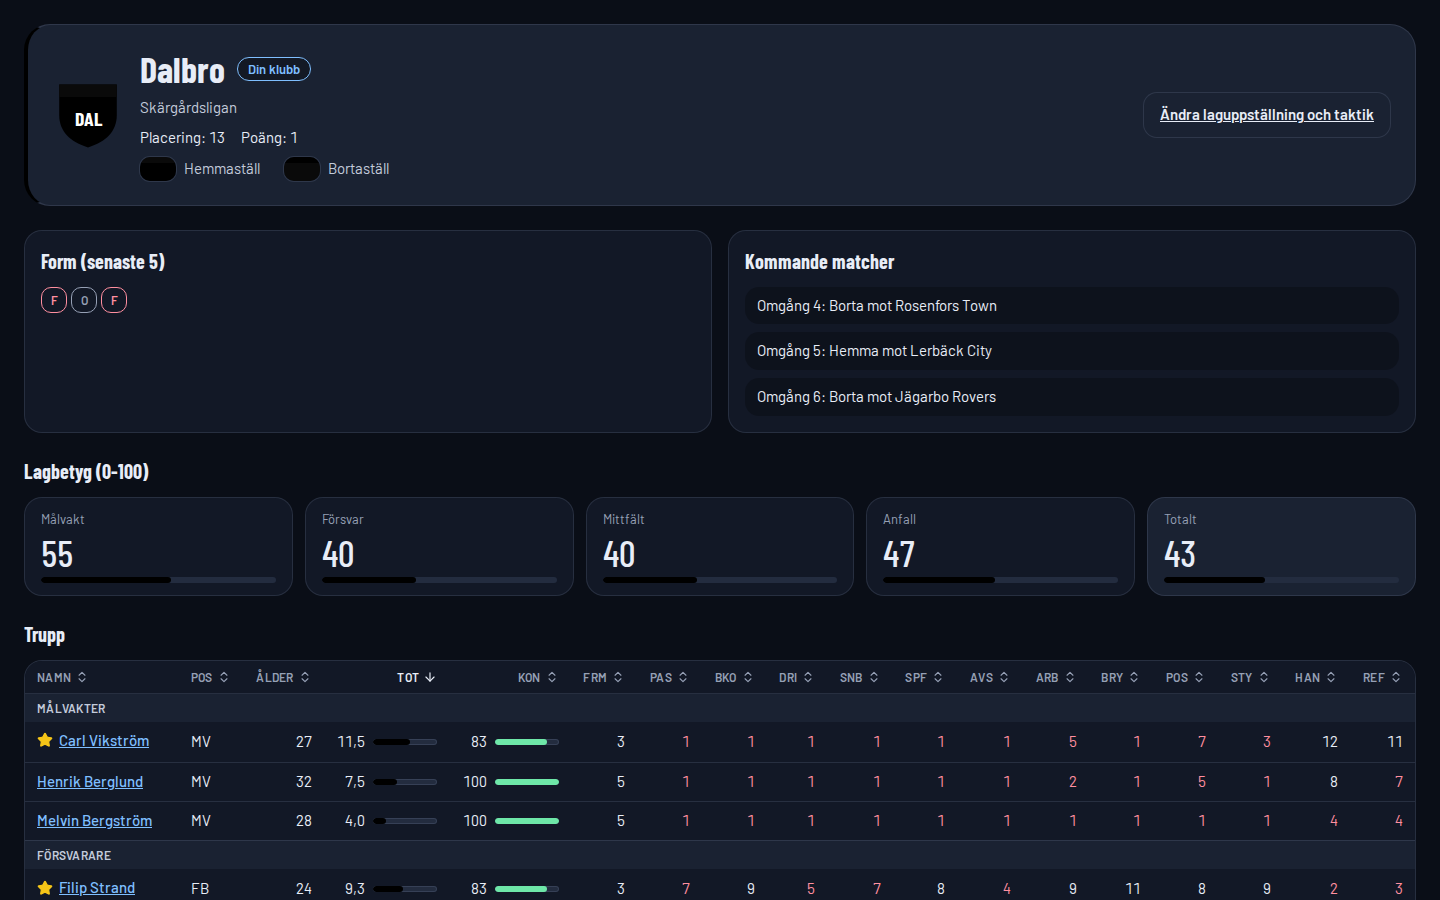 Dalbro
Din klubb
DAL
Skärgårdsligan
Placering: 13 Poäng: 1
Hemmaställ Bortaställ
Ändra laguppställning och taktik
Form (senaste 5)
F O F
Kommande matcher
Omgång 4: Borta mot Rosenfors Town
Omgång 5: Hemma mot Lerbäck City
Omgång 6: Borta mot Jägarbo Rovers
Lagbetyg (0-100)
Målvakt
55
Försvar
40
Mittfält
40
Anfall
47
Totalt
43
Trupp
NAMN POS ÅLDER TOT KON FRM PAS BKO DRI SNB SPF AVS ARB BRY POS STY HAN REF
MÅLVAKTER
Carl Vikström MV 27 11,5 83 3 1 1 1 1 1 1 5 1 7 3 12 11
Henrik Berglund MV 32 7,5 100 5 1 1 1 1 1 1 2 1 5 1 8 7
Melvin Bergström MV 28 4,0 100 5 1 1 1 1 1 1 1 1 1 1 4 4
FÖRSVARARE
Filip Strand FB 24 9,3 83 3 7 9 5 7 8 4 9 11 8 9 2 3